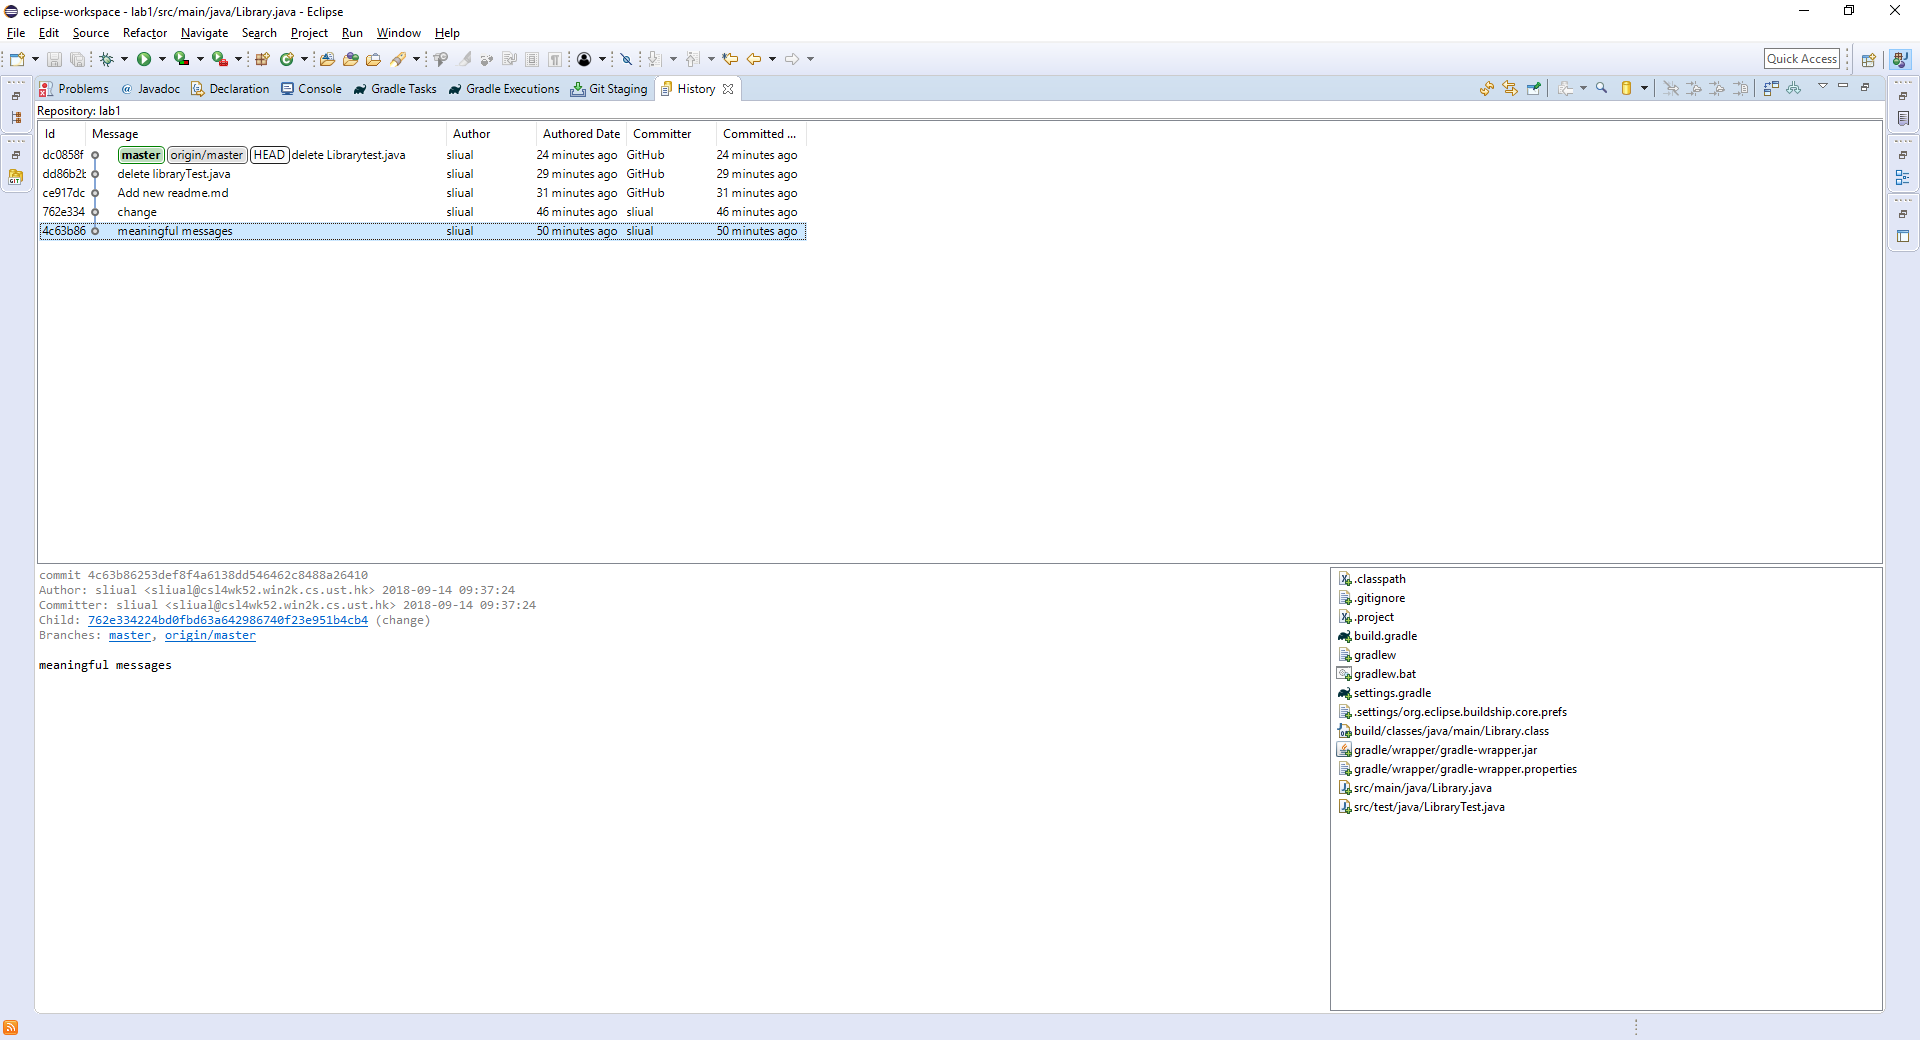 eclipse-workspace - lab1/src/main/java/Library.java - Eclipse
File Edit Source Refactor Navigate Search Project Run Window Help
Quick Access
Problems @ Javadoc Declaration Console Gradle Tasks Gradle Executions Git Staging History
Repository: lab1
Id Message Author Authored Date Committer Committed ...
dc0858f master origin/master HEAD delete Librarytest.java sliual 24 minutes ago GitHub 24 minutes ago
dd86b2b delete libraryTest.java sliual 29 minutes ago GitHub 29 minutes ago
ce917dc Add new readme.md sliual 31 minutes ago GitHub 31 minutes ago
762e334 change sliual 46 minutes ago sliual 46 minutes ago
4c63b86 meaningful messages sliual 50 minutes ago sliual 50 minutes ago
commit 4c63b86253def8f4a6138dd546462c8488a26410
Author: sliual <sliual@csl4wk52.win2k.cs.ust.hk> 2018-09-14 09:37:24
Committer: sliual <sliual@csl4wk52.win2k.cs.ust.hk> 2018-09-14 09:37:24
Child: 762e334224bd0fbd63a642986740f23e951b4cb4 (change)
Branches: master, origin/master
meaningful messages
.classpath
.gitignore
.project
build.gradle
gradlew
gradlew.bat
settings.gradle
.settings/org.eclipse.buildship.core.prefs
build/classes/java/main/Library.class
gradle/wrapper/gradle-wrapper.jar
gradle/wrapper/gradle-wrapper.properties
src/main/java/Library.java
src/test/java/LibraryTest.java